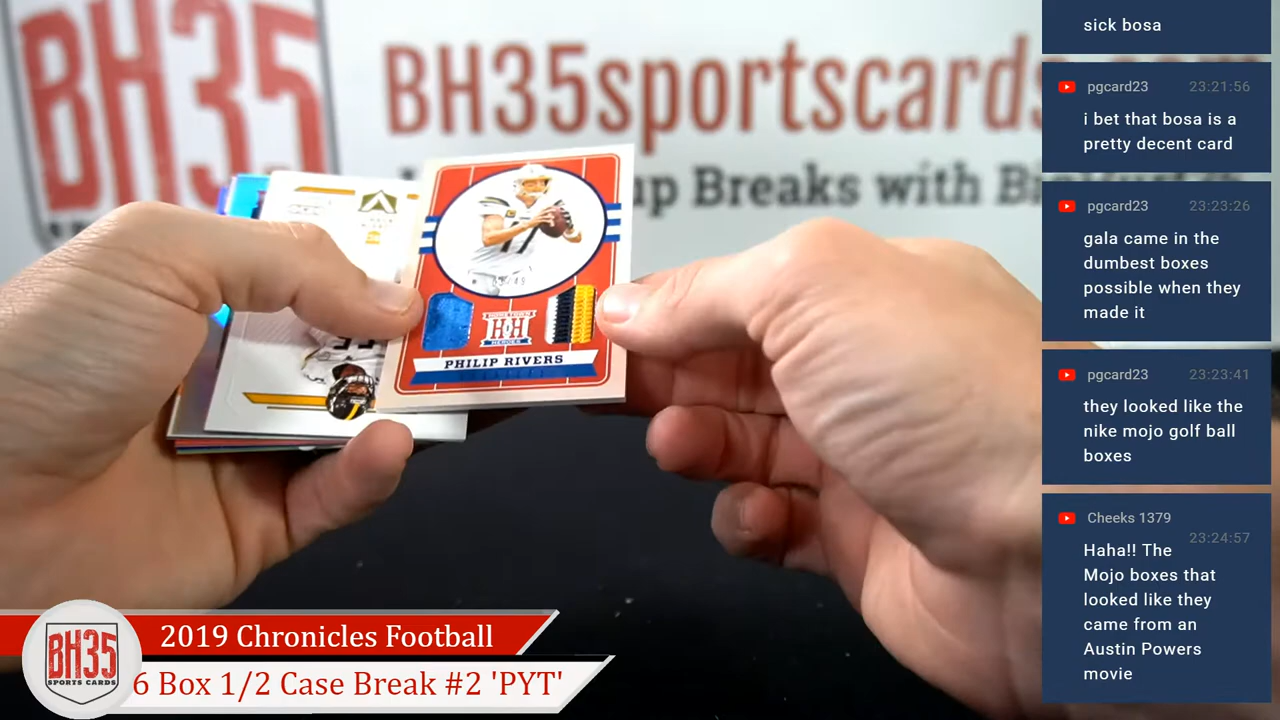 BH35
BH35sportscards
up Breaks with
17
HH
HOMETOWN
HEROES
PHILIP RIVERS
2019 Chronicles Football
6 Box 1/2 Case Break #2 'PYT'
BH35
SPORTS CARDS
sick bosa
pgcard23 23:21:56
i bet that bosa is a
pretty decent card
pgcard23 23:23:26
gala came in the
dumbest boxes
possible when they
made it
pgcard23 23:23:41
they looked like the
nike mojo golf ball
boxes
Cheeks 1379
23:24:57
Haha!! The
Mojo boxes that
looked like they
came from an
Austin Powers
movie